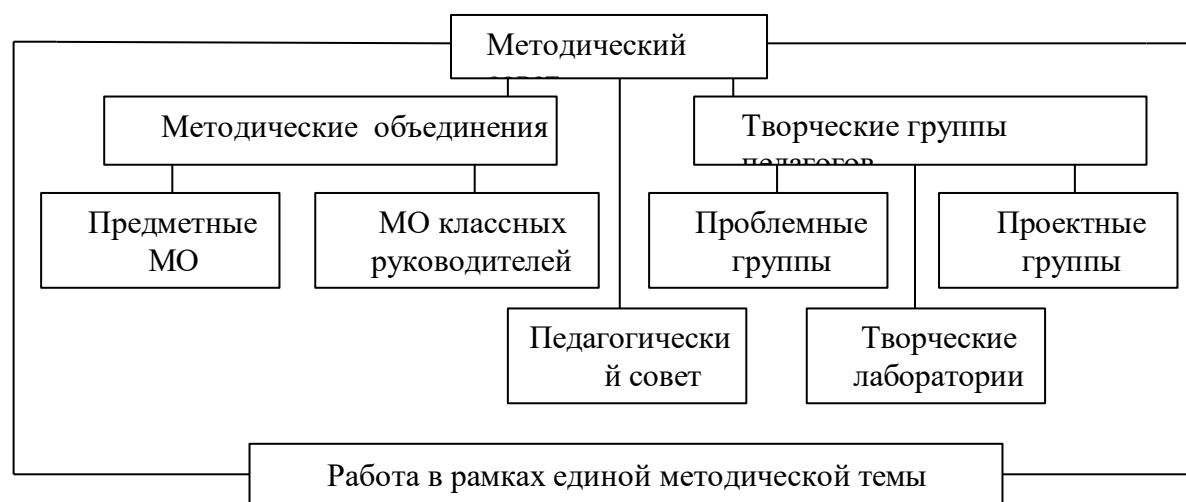 Методический
Методические объединения
Творческие группы
Предметные
МО
МО классных
руководителей
Проблемные
группы
Проектные
группы
Педагогически
й совет
Творческие
лаборатории
Работа в рамках единой методической темы